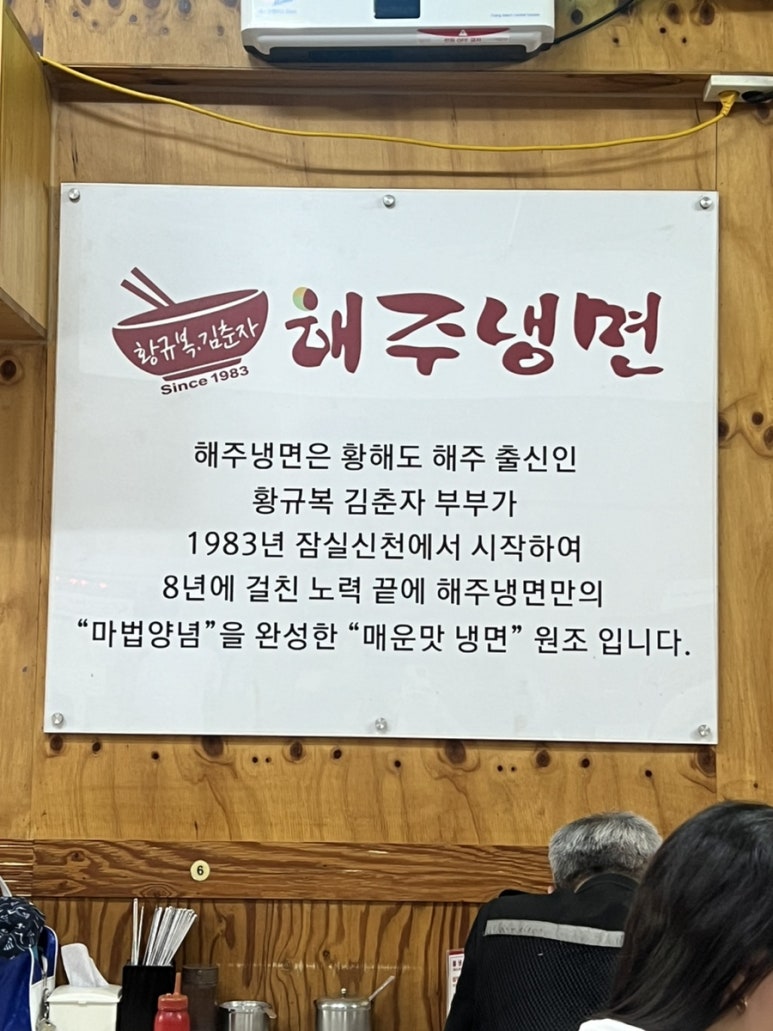 황규복.김춘자
Since 1983
해주냉면
해주냉면은 황해도 해주 출신인
황규복 김춘자 부부가
1983년 잠실신천에서 시작하여
8년에 걸친 노력 끝에 해주냉면만의
“마법양념”을 완성한 “매운맛 냉면” 원조 입니다.
6